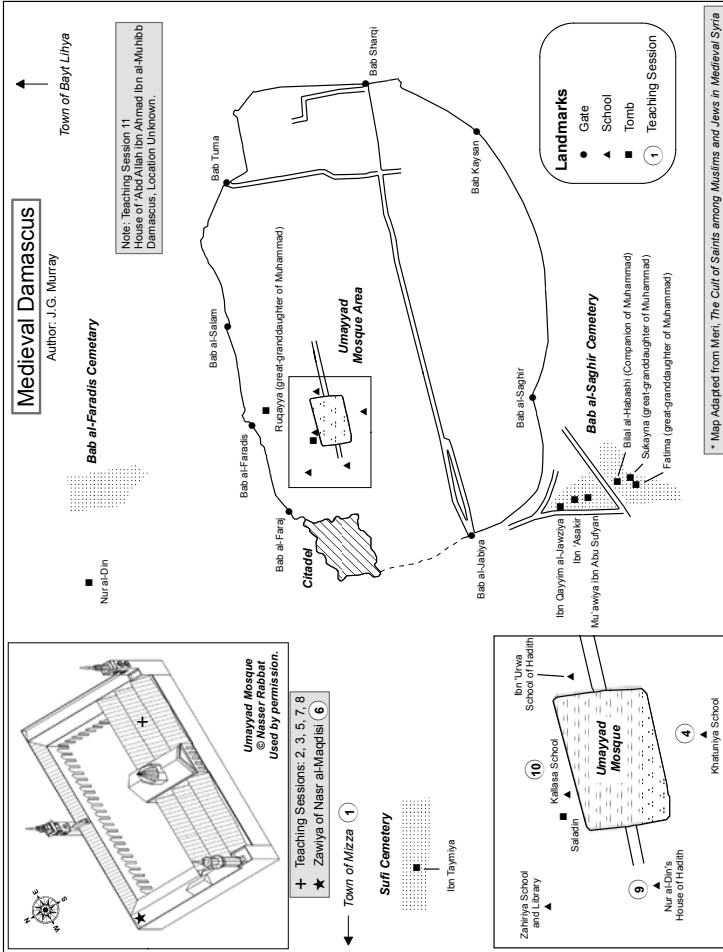 Medieval Damascus
Author: J.G. Murray
Town of Bayt Lihya
Note: Teaching Session 11
House of 'Abd Allah ibn Ahmad Ibn al-Muhibb
Damascus, Location Unknown.
Bab al-Faradis Cemetary
Nur al-Din
N
E
S
W
Umayyad Mosque
© Nasser Rabbat
Used by permission.
Teaching Sessions: 2, 3, 5, 7, 8
Zawiya of Nasr al-Maqdisi 6
Town of Mizza 1
Sufi Cemetery
Ibn Taymiya
Bab al-Faraj
Bab al-Faradis
Bab al-Salam
Bab Tuma
Bab Sharqi
Bab Kaysan
Bab al-Saghir
Bab al-Jabiya
Citadel
Ruqayya (great-granddaughter of Muhammad)
Umayyad
Mosque Area
Bab al-Saghir Cemetery
Ibn Qayyim al-Jawziya
Ibn 'Asakir
Mu'awiya ibn Abu Sufyan
Bilal al-Habashi (Companion of Muhammad)
Sukayna (great-granddaughter of Muhammad)
Fatima (great-granddaughter of Muhammad)
Landmarks
Gate
School
Tomb
1 Teaching Session
Zahiriya School
and Library
Saladin
Kallasa School
10
Ibn 'Urwa
School of Hadith
Umayyad
Mosque
9
Nur al-Din's
House of Hadith
4
Khatuniya School
* Map Adapted from Meri, The Cult of Saints among Muslims and Jews in Medieval Syria